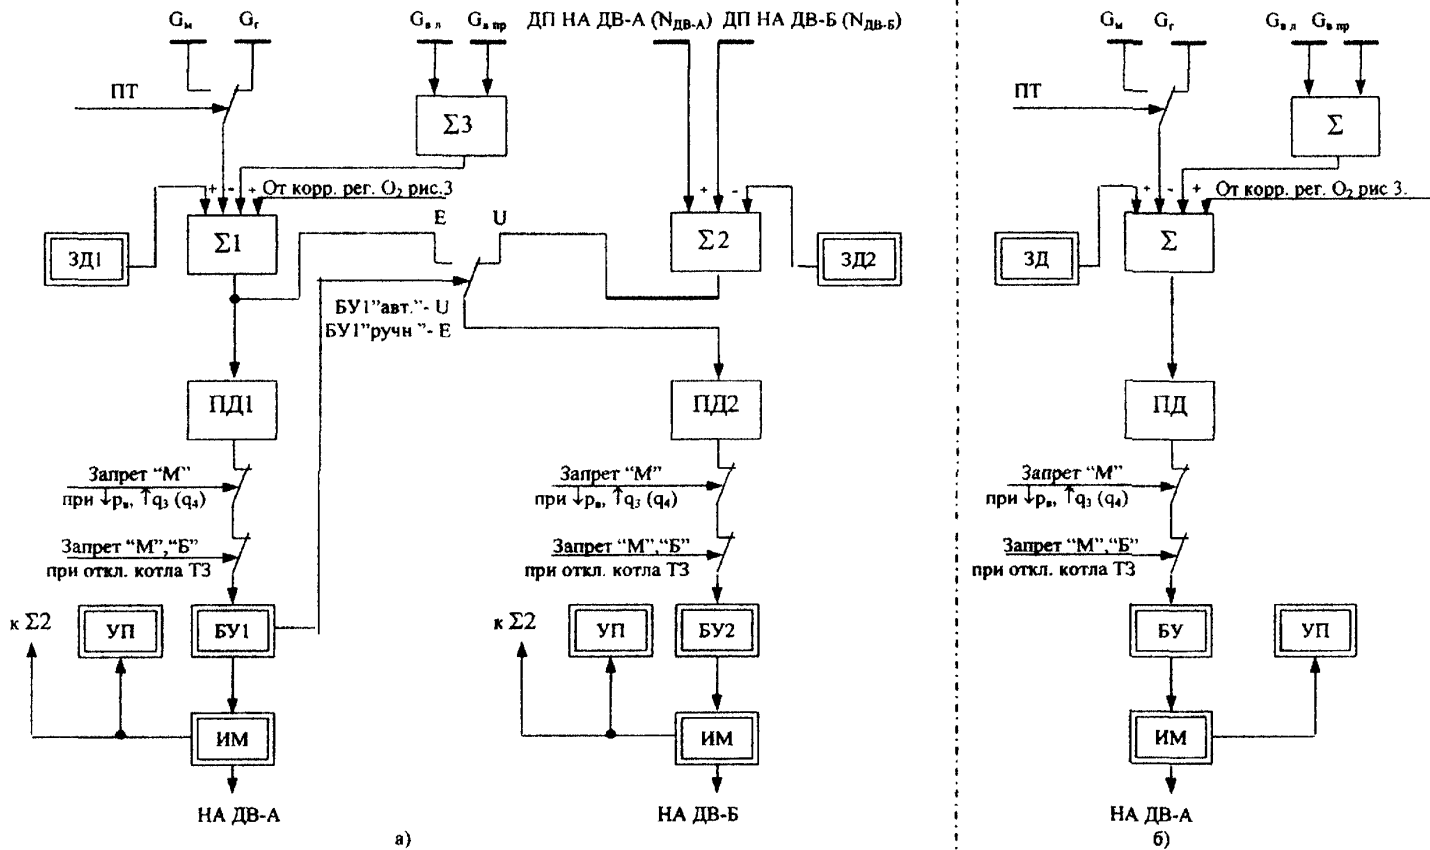 Gм Gг Gв л Gв пр ДП НА ДВ-А (NДВ-А) ДП НА ДВ-Б (NДВ-Б)
ПТ
Σ3
+ - + От корр. рег. O₂ рис.3
+ -
Σ1
E U
Σ2
ЗД1
ЗД2
БУ1"авт."- U
БУ1"ручн "- E
ПД1
ПД2
Запрет "М"
при ↓pв, ↑q₃ (q₄)
Запрет "М"
при ↓pв, ↑q₃ (q₄)
Запрет "М","Б"
при откл. котла ТЗ
Запрет "М","Б"
при откл. котла ТЗ
к Σ2
УП
БУ1
к Σ2
УП
БУ2
ИМ
ИМ
НА ДВ-А
НА ДВ-Б
а)
Gм Gг Gв л Gв пр
ПТ
Σ
+ - + От корр. рег. O₂ рис 3.
Σ
ЗД
ПД
Запрет "М"
при ↓pв, ↑q₃ (q₄)
Запрет "М","Б"
при откл. котла ТЗ
БУ
УП
ИМ
НА ДВ-А
б)